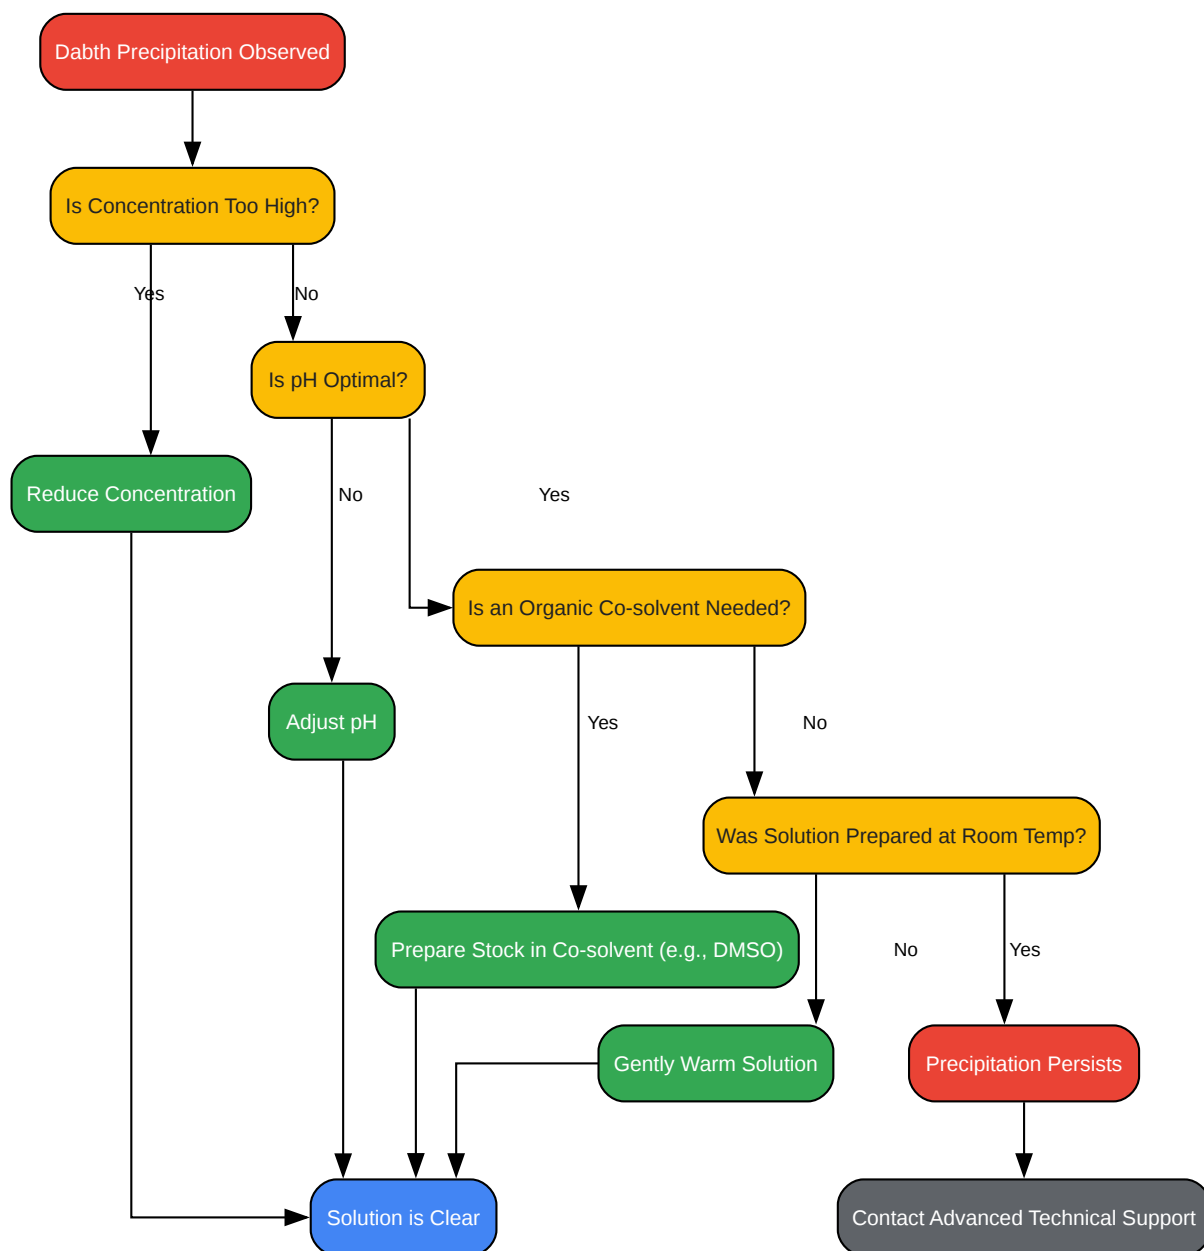 Dabth Precipitation Observed
Is Concentration Too High?
Yes
No
Is pH Optimal?
Reduce Concentration
No
Yes
Is an Organic Co-solvent Needed?
Adjust pH
Yes
No
Was Solution Prepared at Room Temp?
Prepare Stock in Co-solvent (e.g., DMSO)
No
Yes
Gently Warm Solution
Precipitation Persists
Solution is Clear
Contact Advanced Technical Support